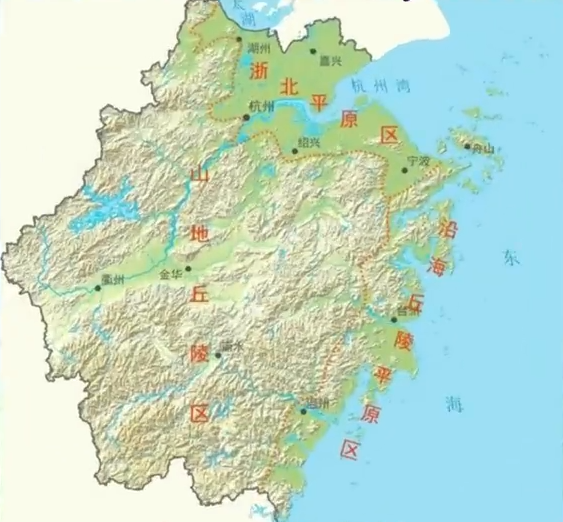 太湖
湖州
嘉兴
浙北平原区
杭州湾
杭州
绍兴
宁波
舟山
山地丘陵区
沿海丘陵平原区
东海
衢州
金华
台州
丽水
温州